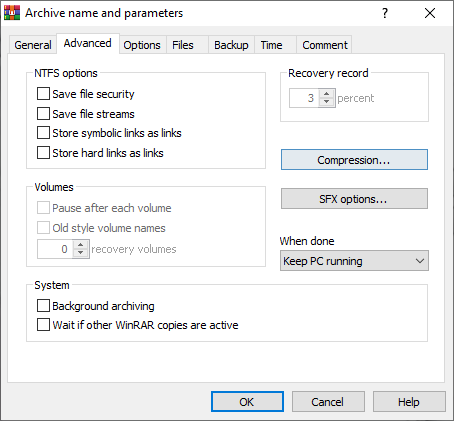 Archive name and parameters
General Advanced Options Files Backup Time Comment
NTFS options
Save file security
Save file streams
Store symbolic links as links
Store hard links as links
Volumes
Pause after each volume
Old style volume names
0 recovery volumes
Recovery record
3 percent
Compression...
SFX options...
When done
Keep PC running
System
Background archiving
Wait if other WinRAR copies are active
OK Cancel Help